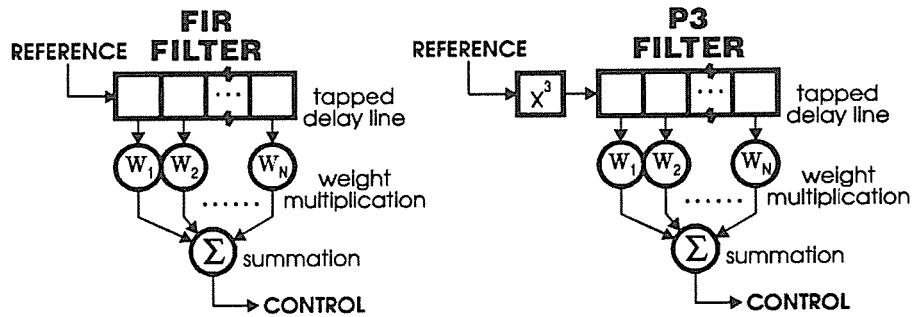 FIR
FILTER
REFERENCE
...
tapped
delay line
W1 W2 WN
weight
multiplication
......
Σ
summation
CONTROL
P3
FILTER
REFERENCE
X3
...
tapped
delay line
W1 W2 WN
weight
multiplication
......
Σ
summation
CONTROL